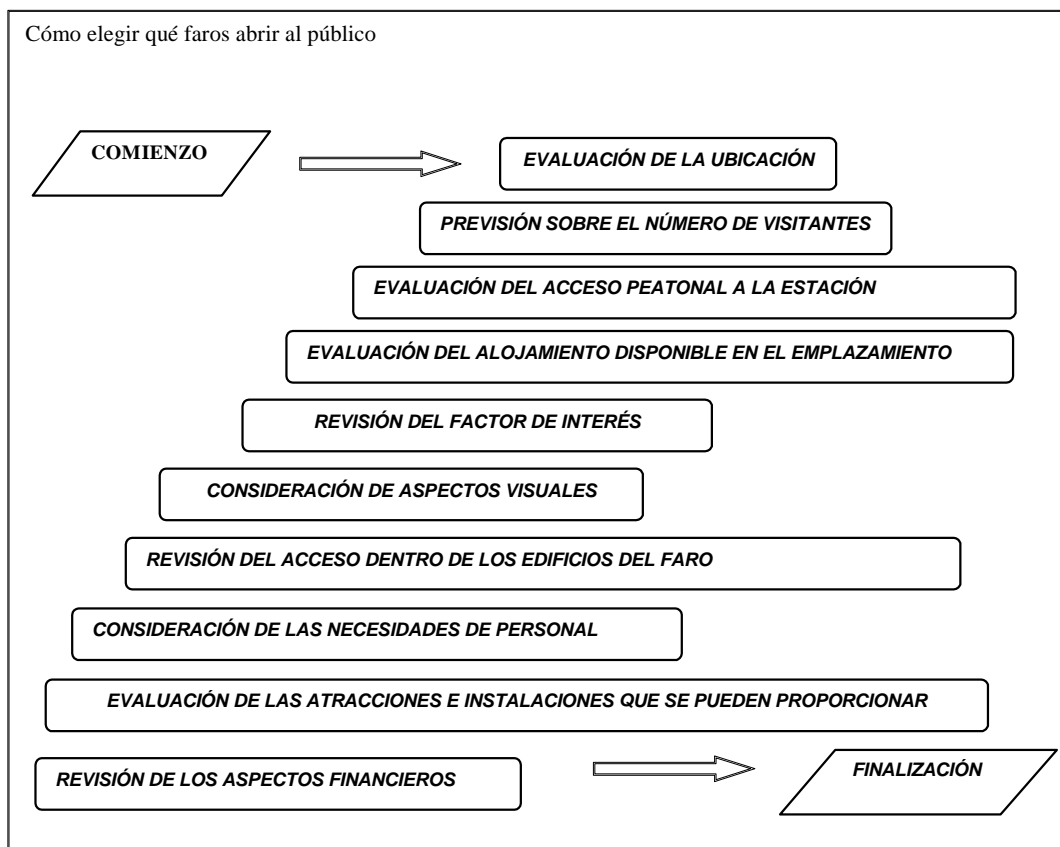 Cómo elegir qué faros abrir al público
COMIENZO
EVALUACIÓN DE LA UBICACIÓN
PREVISIÓN SOBRE EL NÚMERO DE VISITANTES
EVALUACIÓN DEL ACCESO PEATONAL A LA ESTACIÓN
EVALUACIÓN DEL ALOJAMIENTO DISPONIBLE EN EL EMPLAZAMIENTO
REVISIÓN DEL FACTOR DE INTERÉS
CONSIDERACIÓN DE ASPECTOS VISUALES
REVISIÓN DEL ACCESO DENTRO DE LOS EDIFICIOS DEL FARO
CONSIDERACIÓN DE LAS NECESIDADES DE PERSONAL
EVALUACIÓN DE LAS ATRACCIONES E INSTALACIONES QUE SE PUEDEN PROPORCIONAR
REVISIÓN DE LOS ASPECTOS FINANCIEROS
FINALIZACIÓN